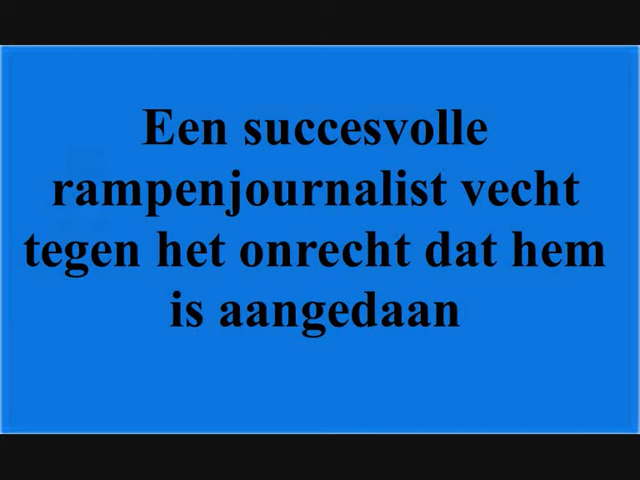 Een succesvolle
rampenjournalist vecht
tegen het onrecht dat hem
is aangedaan